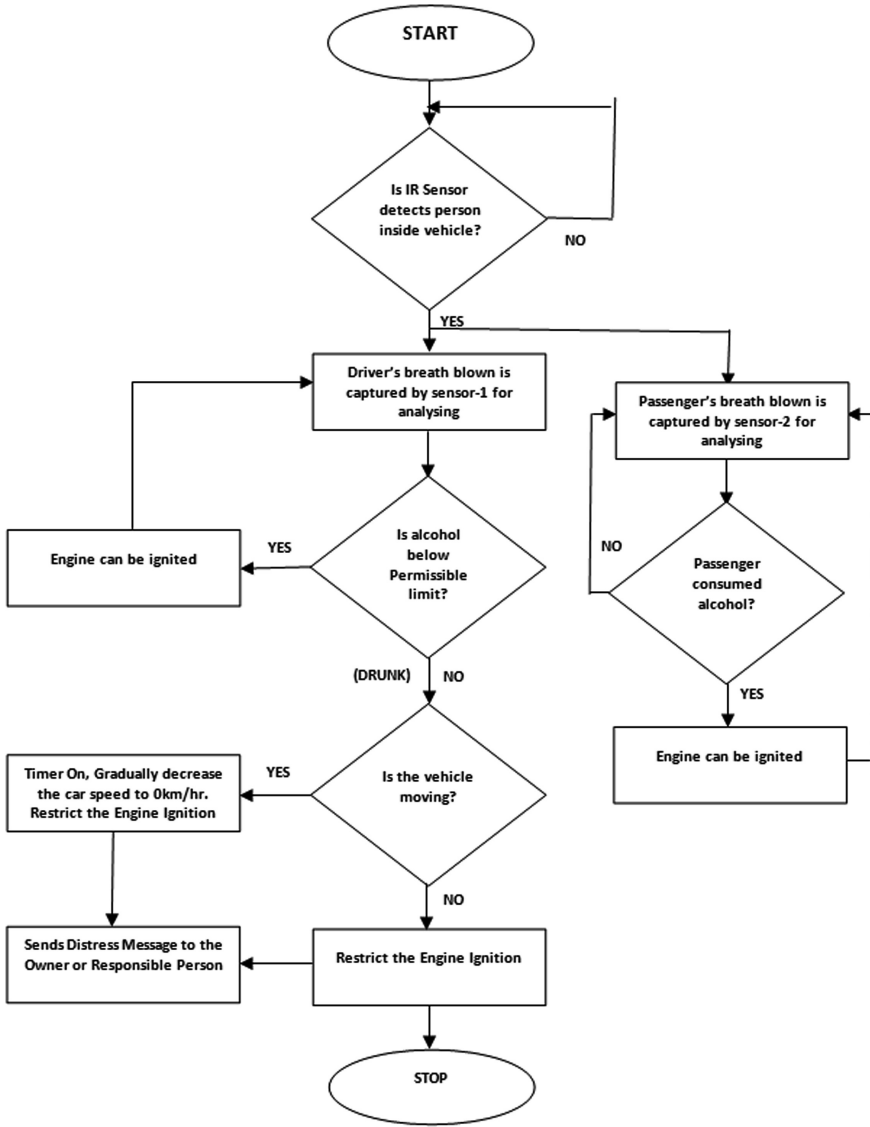 START
Is IR Sensor
detects person
inside vehicle?
NO
YES
Driver's breath blown is
captured by sensor-1 for
analysing
Passenger's breath blown is
captured by sensor-2 for
analysing
Is alcohol
below
Permissible
limit?
YES
Engine can be ignited
NO
Passenger
consumed
alcohol?
(DRUNK)
NO
YES
Engine can be ignited
Is the vehicle
moving?
YES
Timer On, Gradually decrease
the car speed to 0km/hr.
Restrict the Engine Ignition
NO
Sends Distress Message to the
Owner or Responsible Person
Restrict the Engine Ignition
STOP